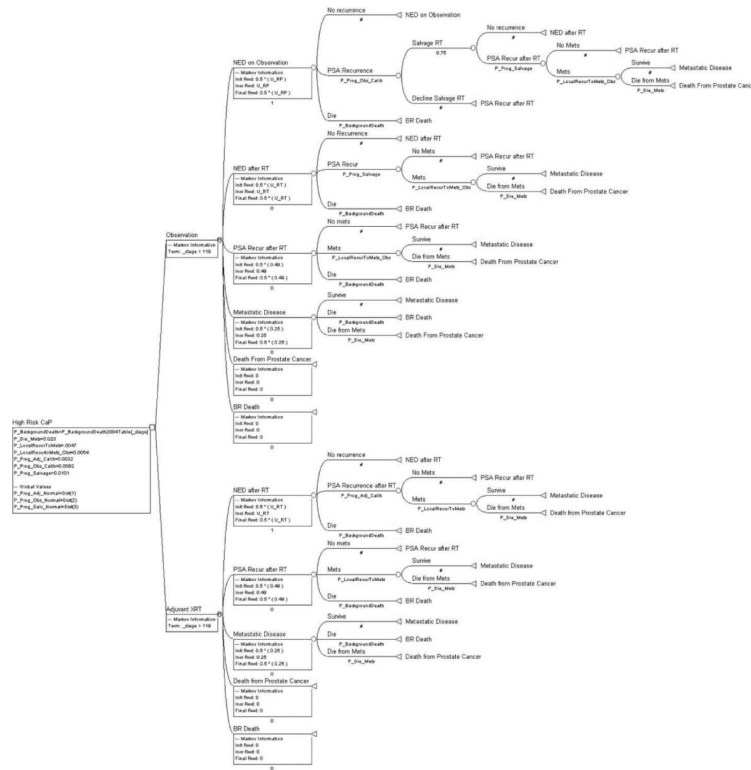 No recurrence
#
NED on Observation
No recurrence
#
NED after RT
Salvage RT
0.75
No Mets
#
PSA Recur after RT
NED on Observation
--- Markov Information
Init Rwd: 0.5 * ( U_RP )
Incr Rwd: U_RP
Final Rwd: 0.5 * ( U_RP )
1
PSA Recurrence
P_Prog_Obs_Calib
PSA Recur after RT
P_Prog_Salvage
Mets
P_LocalRecurToMets_Obs
Survive
#
Metastatic Disease
Die from Mets
P_Die_Mets
Death From Prostate Canc
Decline Salvage RT
#
PSA Recur after RT
Die
P_BackgroundDeath
BR Death
No Recurrence
#
NED after RT
No Mets
#
PSA Recur after RT
NED after RT
--- Markov Information
Init Rwd: 0.5 * ( U_RT )
Incr Rwd: U_RT
Final Rwd: 0.5 * ( U_RT )
0
PSA Recur
P_Prog_Salvage
Mets
P_LocalRecurToMets_Obs
Survive
#
Metastatic Disease
Die from Mets
P_Die_Mets
Death From Prostate Cancer
Die
P_BackgroundDeath
BR Death
Observation
--- Markov Information
Term: _stage > 119
No mets
#
PSA Recur after RT
PSA Recur after RT
--- Markov Information
Init Rwd: 0.5 * ( 0.49 )
Incr Rwd: 0.49
Final Rwd: 0.5 * ( 0.49 )
0
Mets
P_LocalRecurToMets_Obs
Survive
#
Metastatic Disease
Die from Mets
P_Die_Mets
Death From Prostate Cancer
Die
P_BackgroundDeath
BR Death
Metastatic Disease
--- Markov Information
Init Rwd: 0.5 * ( 0.25 )
Incr Rwd: 0.25
Final Rwd: 0.5 * ( 0.25 )
0
Survive
#
Metastatic Disease
Die
P_BackgroundDeath
BR Death
Die from Mets
P_Die_Mets
Death From Prostate Cancer
Death From Prostate Cancer
--- Markov Information
Init Rwd: 0
Incr Rwd: 0
Final Rwd: 0
0
BR Death
--- Markov Information
Init Rwd: 0
Incr Rwd: 0
Final Rwd: 0
0
High Risk CaP
P_BackgroundDeath=P_BackgroundDeath2004Table[_stage]
P_Die_Mets=0.023
P_LocalRecurToMets=.0047
P_LocalRecurtoMets_Obs=0.0054
P_Prog_Adj_Calib=0.0032
P_Prog_Obs_Calib=0.0082
P_Prog_Salvage=0.0101
--- Global Values
P_Prog_Adj_Normal=Dist(1)
P_Prog_Obs_Normal=Dist(2)
P_Prog_Salv_Normal=Dist(3)
No recurrence
#
NED after RT
No Mets
#
PSA Recur after RT
NED after RT
--- Markov Information
Init Rwd: 0.5 * ( U_RT )
Incr Rwd: U_RT
Final Rwd: 0.5 * ( U_RT )
1
PSA Recurrence after RT
P_Prog_Adj_Calib
Mets
P_LocalRecurToMets
Survive
#
Metastatic Disease
Die from Mets
P_Die_Mets
Death from Prostate Cancer
Die
P_BackgroundDeath
BR Death
No mets
#
PSA Recur after RT
PSA Recur after RT
--- Markov Information
Init Rwd: 0.5 * ( 0.49 )
Incr Rwd: 0.49
Final Rwd: 0.5 * ( 0.49 )
0
Mets
P_LocalRecurToMets
Survive
#
Metastatic Disease
Die from Mets
P_Die_Mets
Death from Prostate Cancer
Die
P_BackgroundDeath
BR Death
Adjuvant XRT
--- Markov Information
Term: _stage > 119
Metastatic Disease
--- Markov Information
Init Rwd: 0.5 * ( 0.25 )
Incr Rwd: 0.25
Final Rwd: 0.5 * ( 0.25 )
0
Survive
#
Metastatic Disease
Die
P_BackgroundDeath
BR Death
Die from Mets
P_Die_Mets
Death from Prostate Cancer
Death from Prostate Cancer
--- Markov Information
Init Rwd: 0
Incr Rwd: 0
Final Rwd: 0
0
BR Death
--- Markov Information
Init Rwd: 0
Incr Rwd: 0
Final Rwd: 0
0